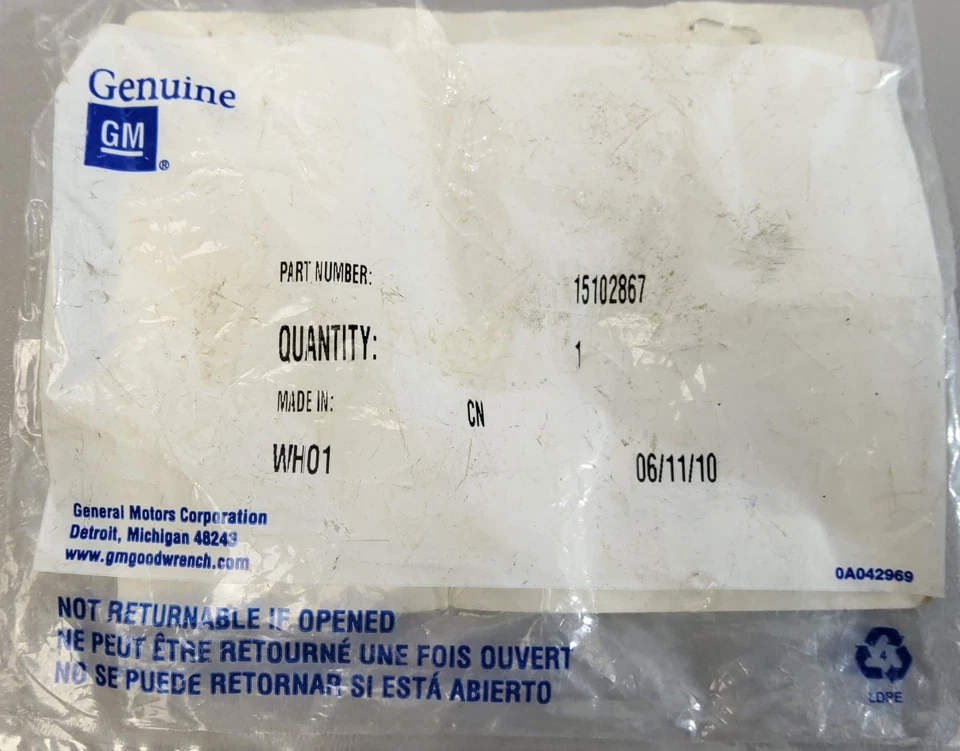 Genuine
GM
®
PART NUMBER: 15102867
QUANTITY: 1
MADE IN: CN
WH01 06/11/10
General Motors Corporation
Detroit, Michigan 48243
www.gmgoodwrench.com
0A042969
NOT RETURNABLE IF OPENED
NE PEUT ÊTRE RETOURNÉ UNE FOIS OUVERT
NO SE PUEDE RETORNAR SI ESTÁ ABIERTO
4
LDPE